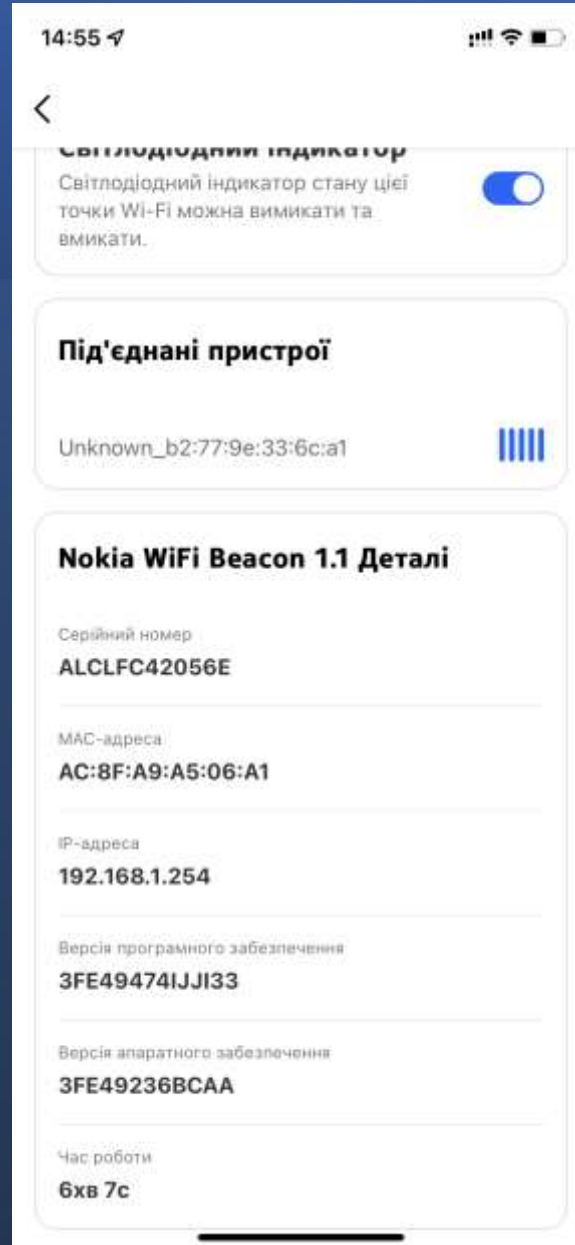 14:55
Світлодіодний індикатор
Світлодіодний індикатор стану цієї
точки Wi-Fi можна вимикати та
вмикати.
Під'єднані пристрої
Unknown_b2:77:9e:33:6c:a1
Nokia WiFi Beacon 1.1 Деталі
Серійний номер
ALCLFC42056E
MAC-адреса
AC:8F:A9:A5:06:A1
IP-адреса
192.168.1.254
Версія програмного забезпечення
3FE49474IJJI33
Версія апаратного забезпечення
3FE49236BCAA
Час роботи
6хв 7с